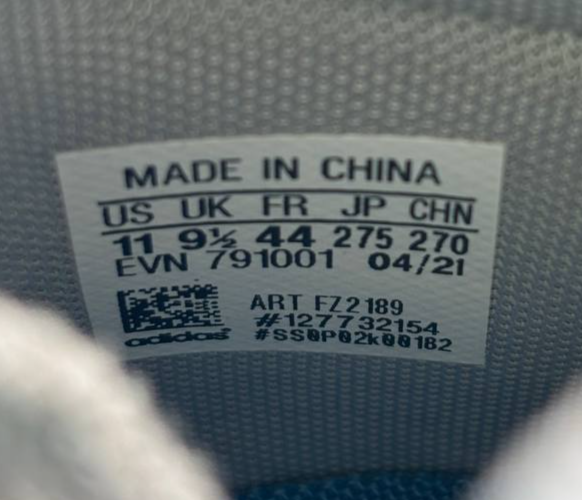 MADE IN CHINA
US UK FR JP CHN
11 9½ 44 275 270
EVN 791001 04/21
ART FZ2189
#127732154
adidas #SS0P02k00182